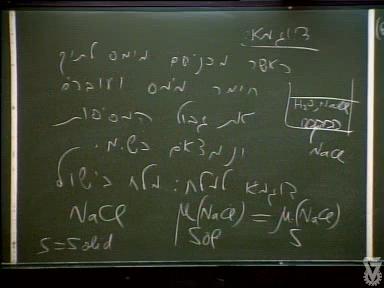 דוגמא:
כאשר מכניסים מומס לתוך
חומר ממס ועוברת
את גבול המסיסות
ונמצאים בש.מ.
דוגמא למלח: מלח בישול
NaCl
μ(NaCl) = μ(NaCl)
sol s
s = solid
H₂O, NaCl
NaCl